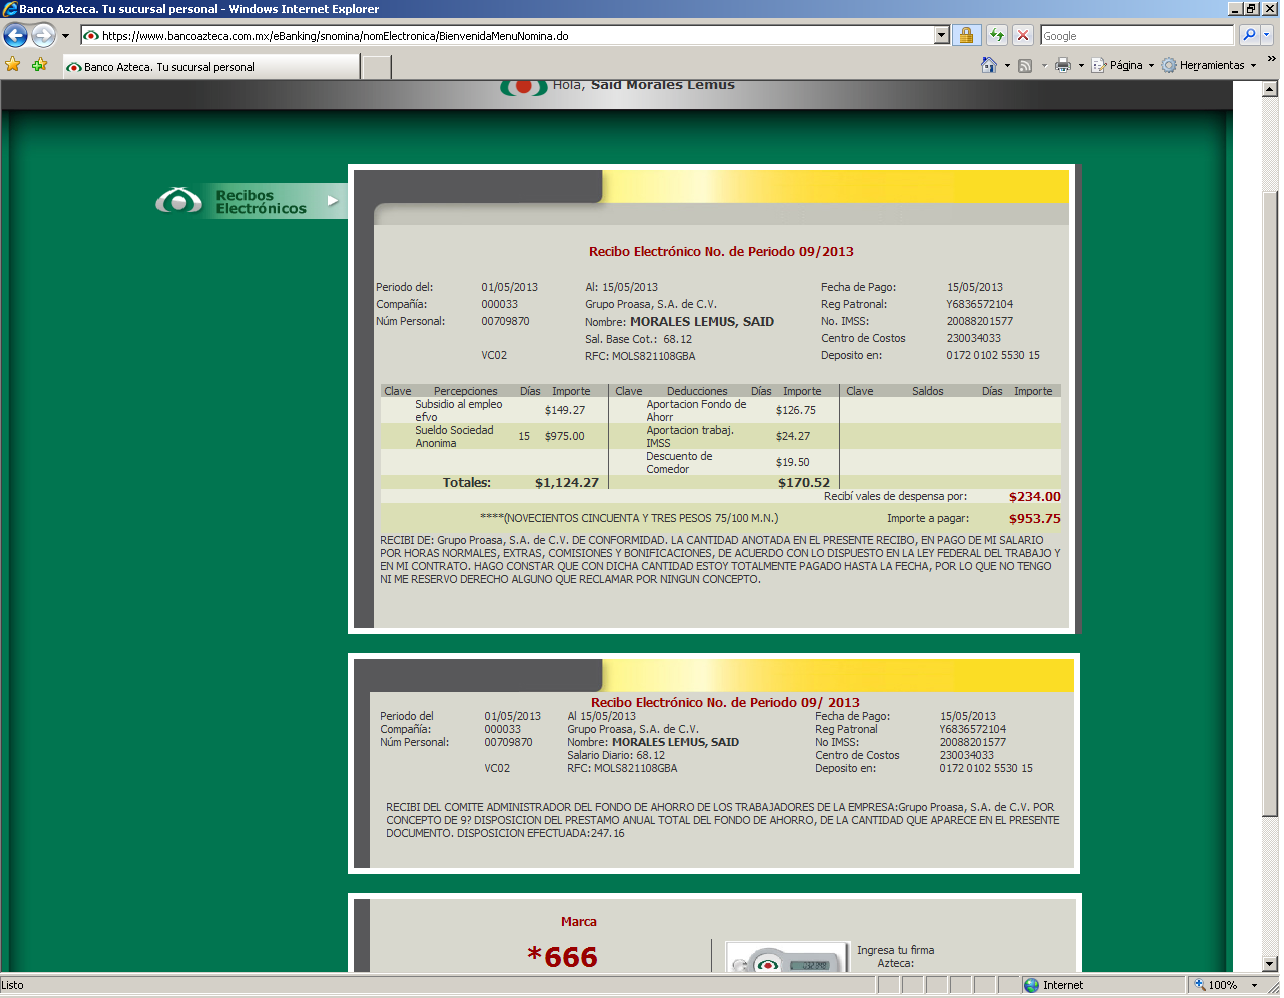 Banco Azteca. Tu sucursal personal - Windows Internet Explorer
https://www.bancoazteca.com.mx/eBanking/snomina/nomElectronica/BienvenidaMenuNomina.do
Google
Banco Azteca. Tu sucursal personal
Página
Herramientas
Hola, Said Morales Lemus
Recibos
Electrónicos
Recibo Electrónico No. de Periodo 09/2013
Periodo del: 01/05/2013 Al: 15/05/2013 Fecha de Pago: 15/05/2013
Compañía: 000033 Grupo Proasa, S.A. de C.V. Reg Patronal: Y6836572104
Núm Personal: 00709870 Nombre: MORALES LEMUS, SAID No. IMSS: 20088201577
Sal. Base Cot.: 68.12 Centro de Costos 230034033
VC02 RFC: MOLS821108GBA Deposito en: 0172 0102 5530 15
Clave Percepciones Días Importe Clave Deducciones Días Importe Clave Saldos Días Importe
Subsidio al empleo efvo $149.27 Aportacion Fondo de Ahorr $126.75
Sueldo Sociedad Anonima 15 $975.00 Aportacion trabaj. IMSS $24.27
Descuento de Comedor $19.50
Totales: $1,124.27 $170.52
Recibí vales de despensa por: $234.00
****(NOVECIENTOS CINCUENTA Y TRES PESOS 75/100 M.N.) Importe a pagar: $953.75
RECIBI DE: Grupo Proasa, S.A. de C.V. DE CONFORMIDAD. LA CANTIDAD ANOTADA EN EL PRESENTE RECIBO, EN PAGO DE MI SALARIO
POR HORAS NORMALES, EXTRAS, COMISIONES Y BONIFICACIONES, DE ACUERDO CON LO DISPUESTO EN LA LEY FEDERAL DEL TRABAJO Y
EN MI CONTRATO. HAGO CONSTAR QUE CON DICHA CANTIDAD ESTOY TOTALMENTE PAGADO HASTA LA FECHA, POR LO QUE NO TENGO
NI ME RESERVO DERECHO ALGUNO QUE RECLAMAR POR NINGUN CONCEPTO.
Recibo Electrónico No. de Periodo 09/ 2013
Periodo del 01/05/2013 Al 15/05/2013 Fecha de Pago: 15/05/2013
Compañía: 000033 Grupo Proasa, S.A. de C.V. Reg Patronal Y6836572104
Núm Personal: 00709870 Nombre: MORALES LEMUS, SAID No IMSS: 20088201577
Salario Diario: 68.12 Centro de Costos 230034033
VC02 RFC: MOLS821108GBA Deposito en: 0172 0102 5530 15
RECIBI DEL COMITE ADMINISTRADOR DEL FONDO DE AHORRO DE LOS TRABAJADORES DE LA EMPRESA:Grupo Proasa, S.A. de C.V. POR
CONCEPTO DE 9? DISPOSICION DEL PRESTAMO ANUAL TOTAL DEL FONDO DE AHORRO, DE LA CANTIDAD QUE APARECE EN EL PRESENTE
DOCUMENTO. DISPOSICION EFECTUADA:247.16
Marca
*666
Ingresa tu firma
Azteca:
Listo
Internet
100%